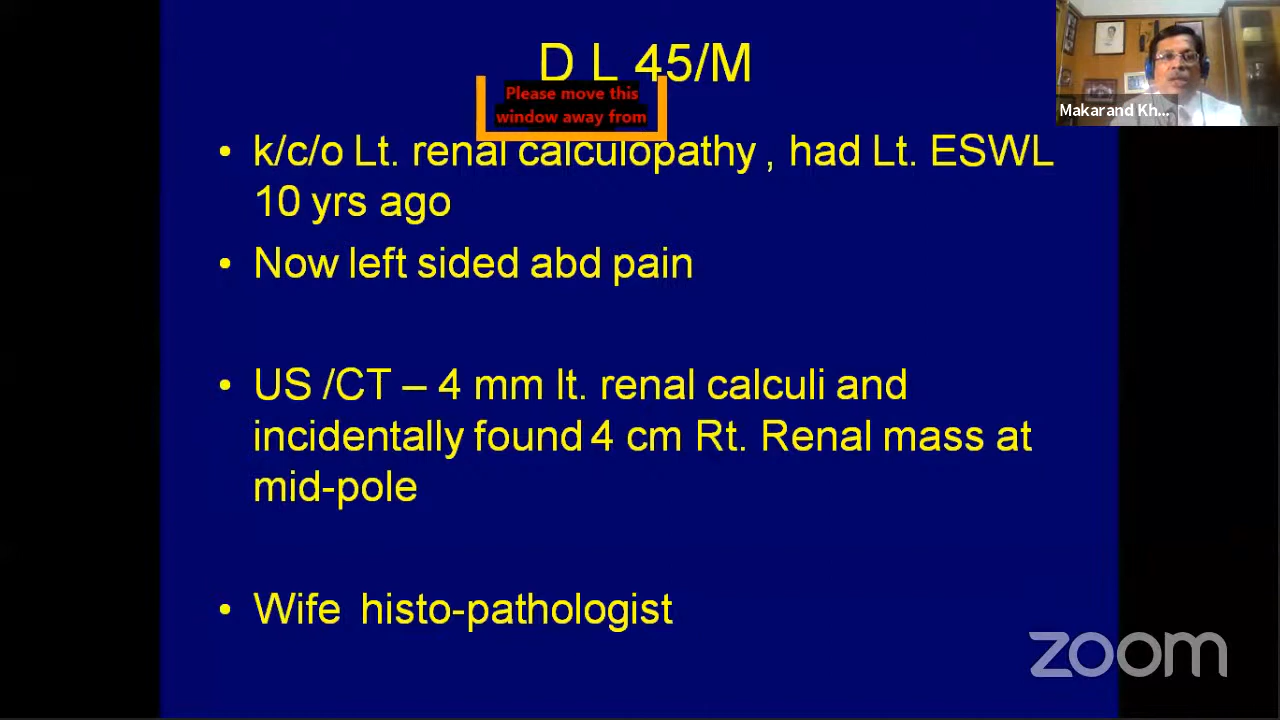 D L 45/M
Please move this
window away from
Makarand Kh...
• k/c/o Lt. renal calculopathy , had Lt. ESWL
10 yrs ago
• Now left sided abd pain
• US /CT – 4 mm lt. renal calculi and
incidentally found 4 cm Rt. Renal mass at
mid-pole
• Wife histo-pathologist
zoom